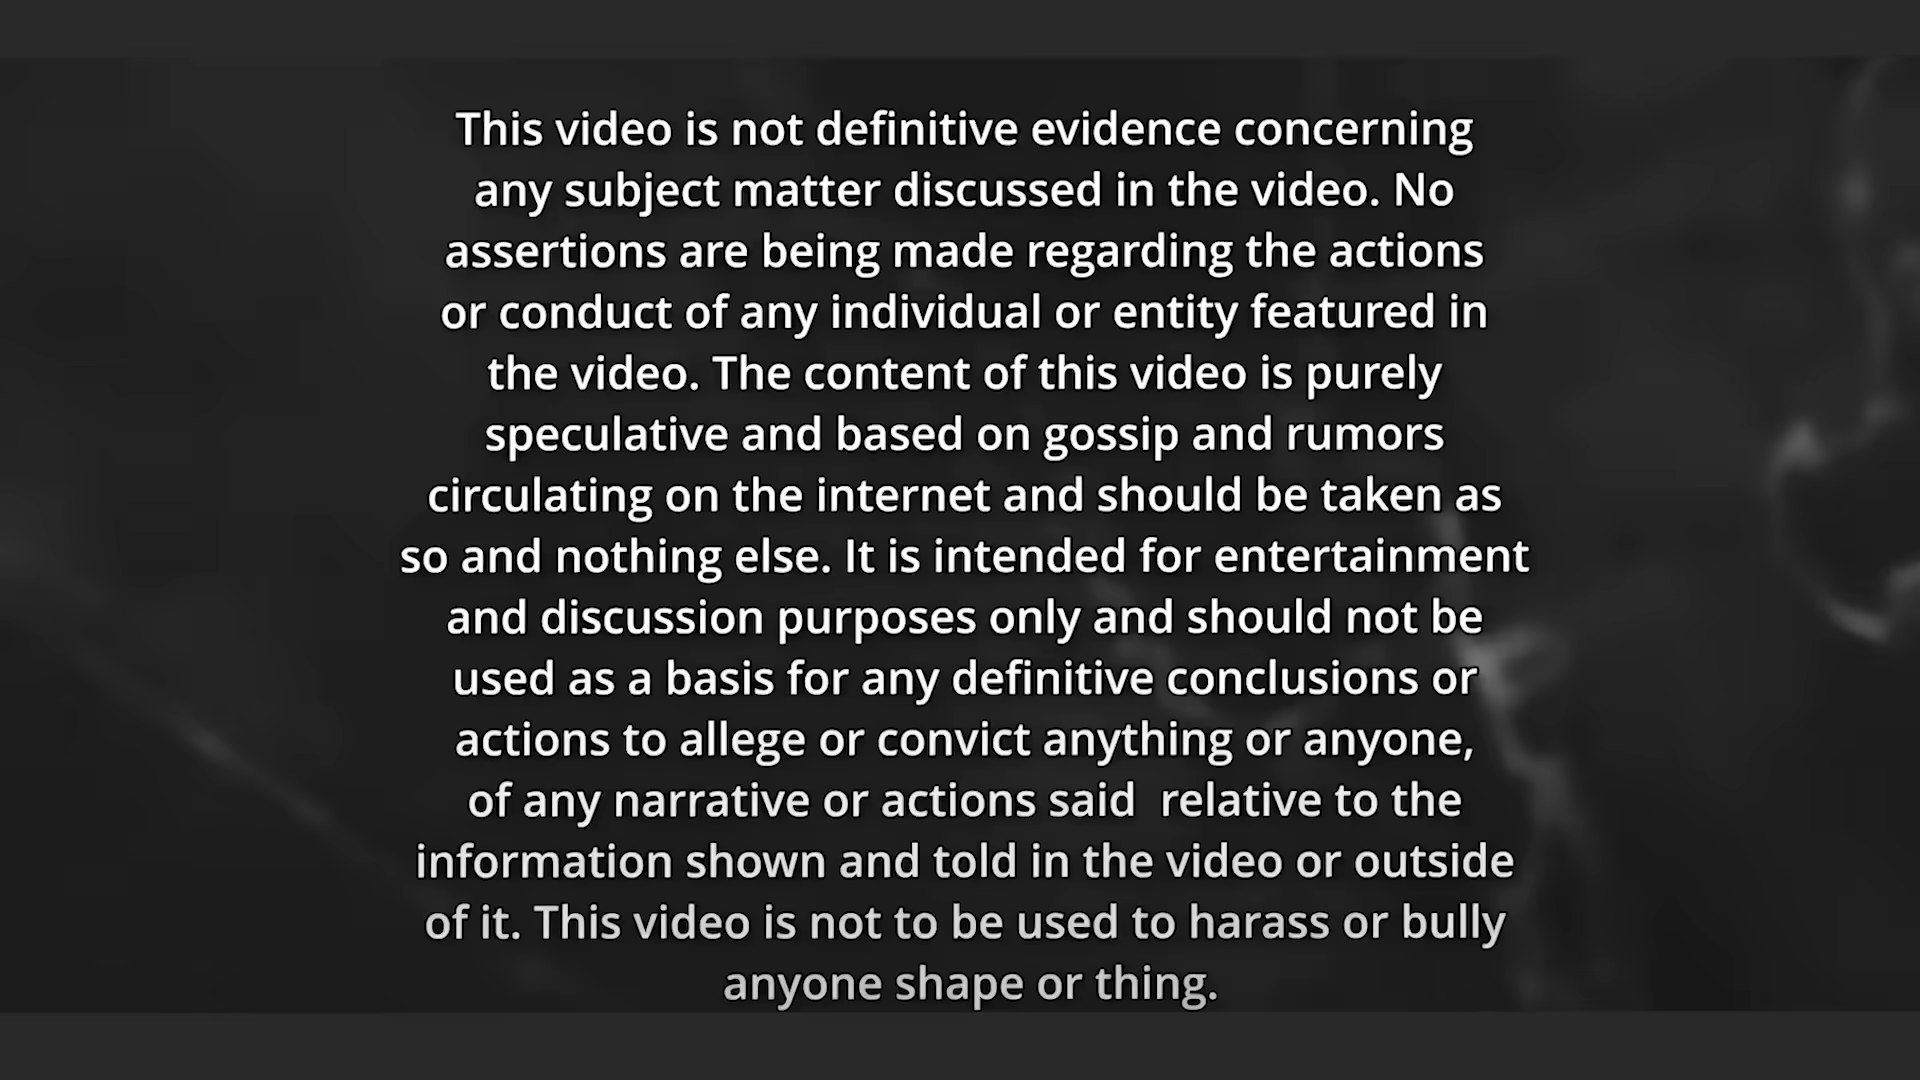 This video is not definitive evidence concerning
any subject matter discussed in the video. No
assertions are being made regarding the actions
or conduct of any individual or entity featured in
the video. The content of this video is purely
speculative and based on gossip and rumors
circulating on the internet and should be taken as
so and nothing else. It is intended for entertainment
and discussion purposes only and should not be
used as a basis for any definitive conclusions or
actions to allege or convict anything or anyone,
of any narrative or actions said  relative to the
information shown and told in the video or outside
of it. This video is not to be used to harass or bully
anyone shape or thing.